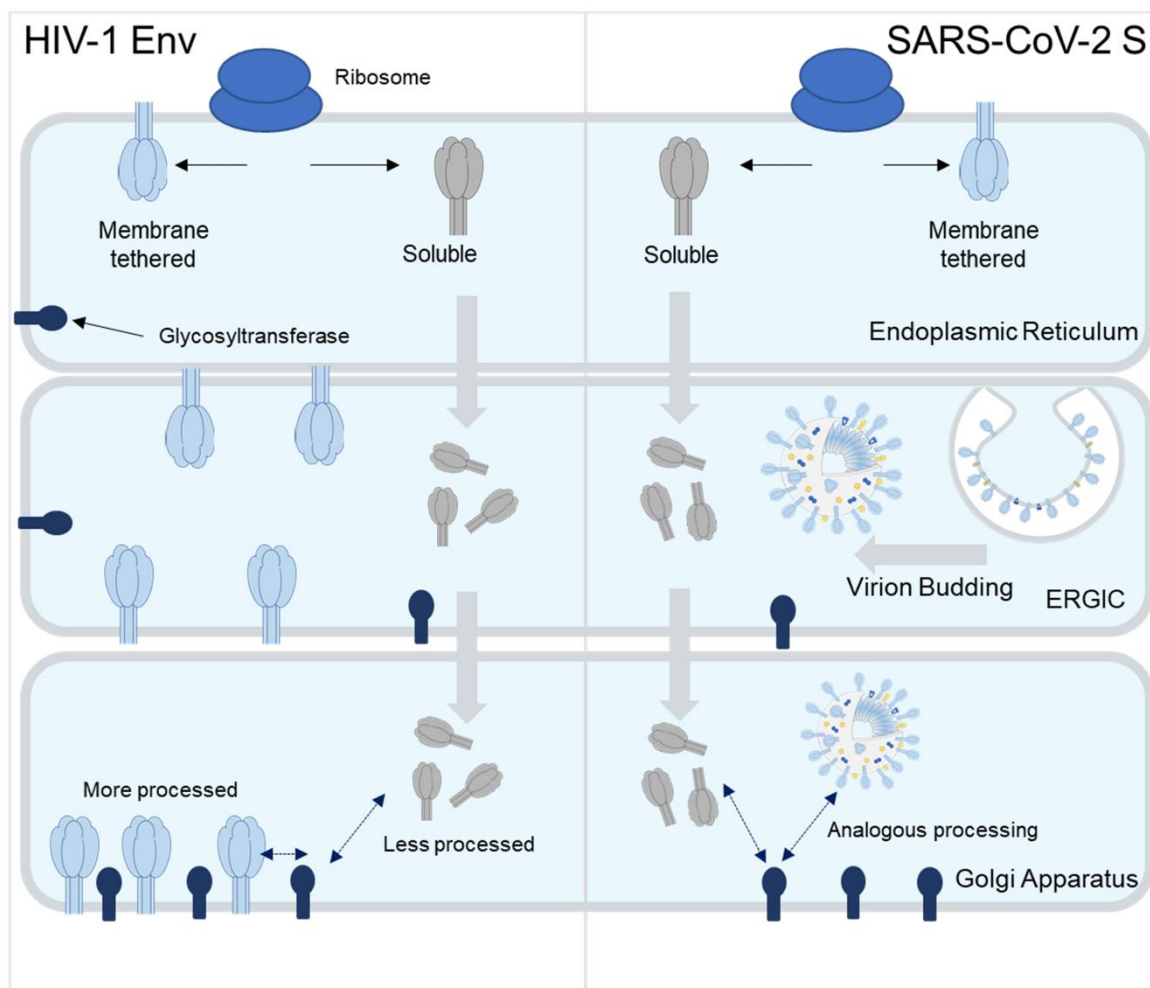 HIV-1 Env
SARS-CoV-2 S
Ribosome
Membrane
tethered
Soluble
Soluble
Membrane
tethered
Glycosyltransferase
Endoplasmic Reticulum
Virion Budding
ERGIC
More processed
Less processed
Analogous processing
Golgi Apparatus